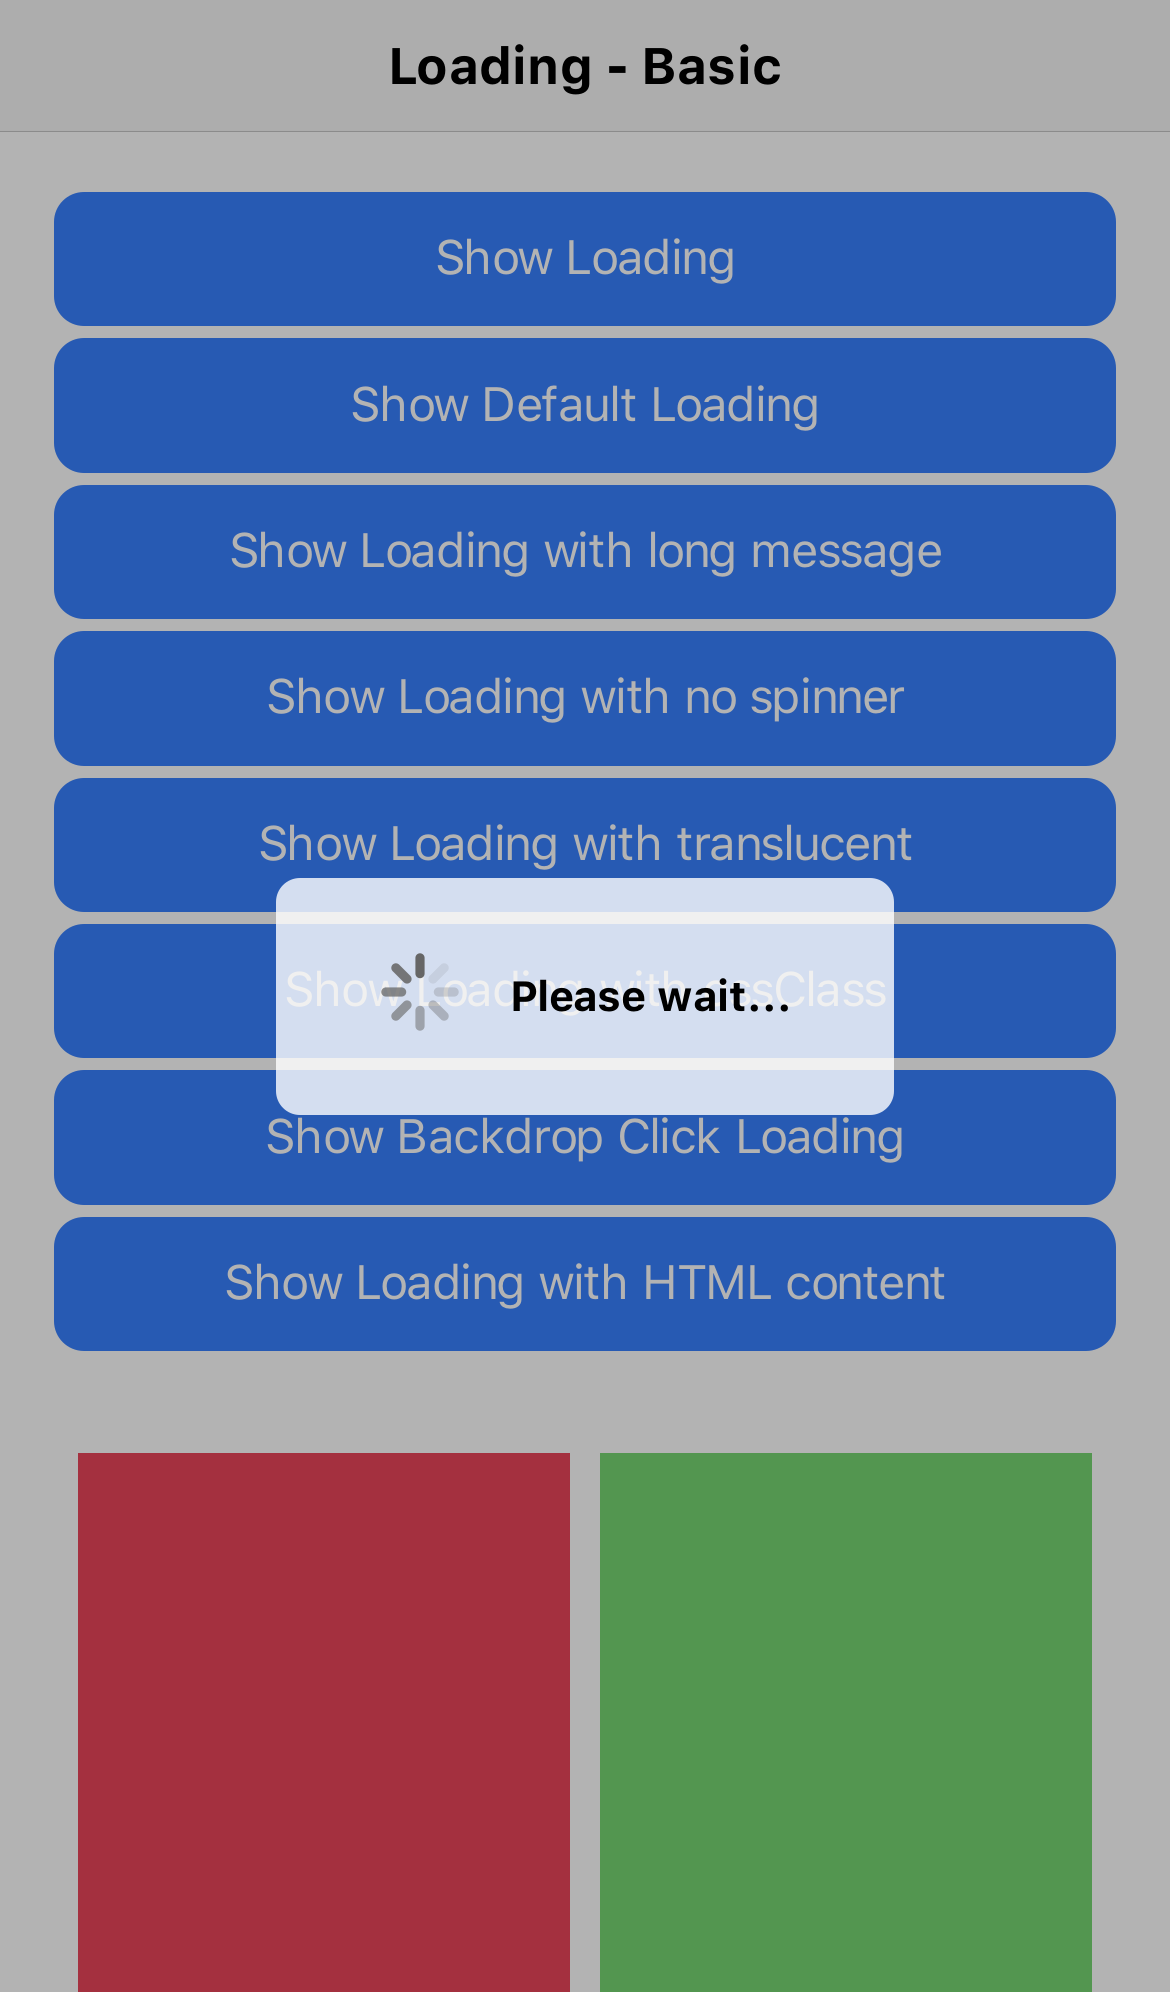 Loading - Basic
Show Loading
Show Default Loading
Show Loading with long message
Show Loading with no spinner
Show Loading with translucent
Show Loading with cssClass
Please wait...
Show Backdrop Click Loading
Show Loading with HTML content